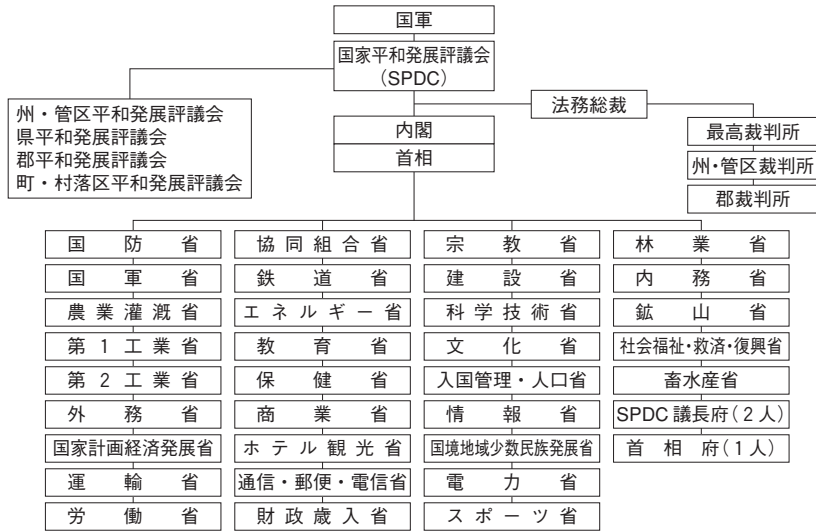 国軍
国家平和発展評議会
（SPDC）
法務総裁
州・管区平和発展評議会
県平和発展評議会
郡平和発展評議会
町・村落区平和発展評議会
内閣
首相
最高裁判所
州・管区裁判所
郡裁判所
国防省
国軍省
農業灌漑省
第1工業省
第2工業省
外務省
国家計画経済発展省
運輸省
労働省
協同組合省
鉄道省
エネルギー省
教育省
保健省
商業省
ホテル観光省
通信・郵便・電信省
財政歳入省
宗教省
建設省
科学技術省
文化省
入国管理・人口省
情報省
国境地域少数民族発展省
電力省
スポーツ省
林業省
内務省
鉱山省
社会福祉・救済・復興省
畜水産省
SPDC議長府（2人）
首相府（1人）